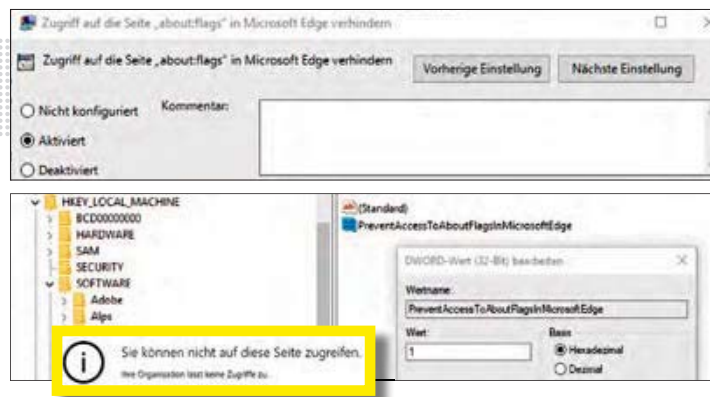 Zugriff auf die Seite „about:flags" in Microsoft Edge verhindern
Zugriff auf die Seite „about:flags" in Microsoft Edge verhindern
Vorherige Einstellung
Nächste Einstellung
Nicht konfiguriert
Kommentar:
Aktiviert
Deaktiviert
HKEY_LOCAL_MACHINE
BCD00000000
HARDWARE
SAM
SECURITY
SOFTWARE
Adobe
Alps
(Standard)
PreventAccessToAboutFlagsInMicrosoftEdge
DWORD-Wert (32-Bit) bearbeiten
Wertname:
PreventAccessToAboutFlagsInMicrosoftEdge
Wert:
Basis
1
Hexadezimal
Dezimal
Sie können nicht auf diese Seite zugreifen.
Ihre Organisation lässt keine Zugriffe zu.